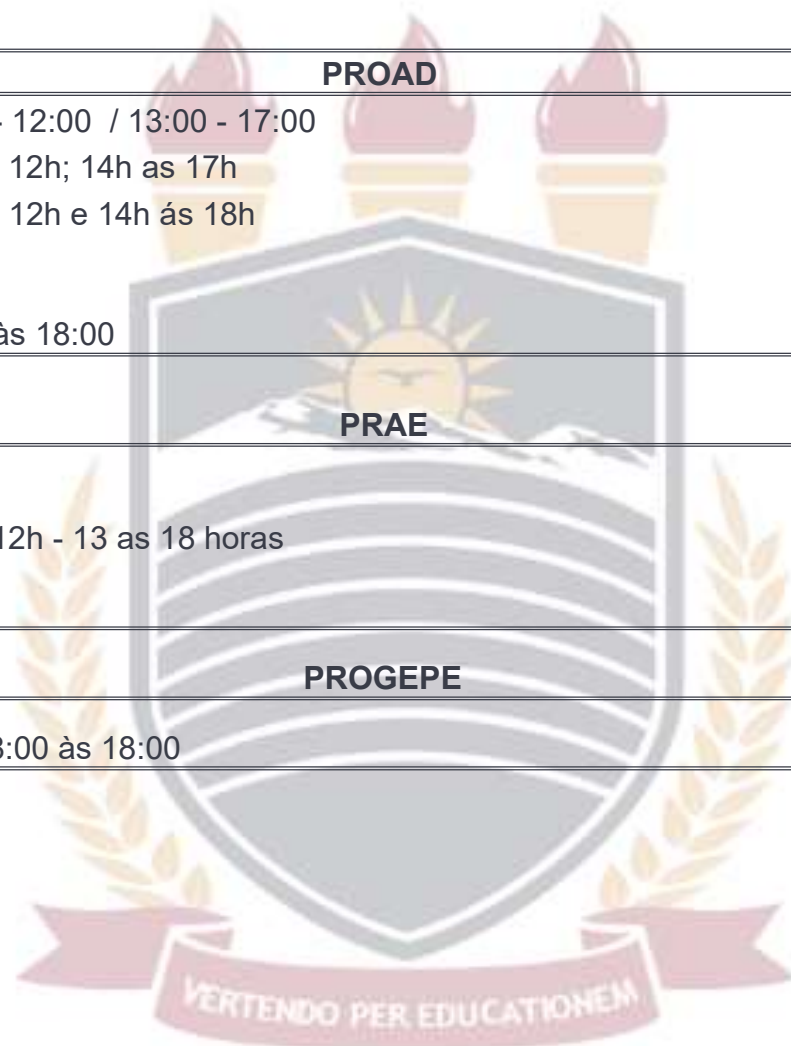 PROAD
- 12:00 / 13:00 - 17:00
12h; 14h as 17h
12h e 14h ás 18h
às 18:00
PRAE
12h - 13 as 18 horas
PROGEPE
:00 às 18:00
VERTENDO PER EDUCATIONEM